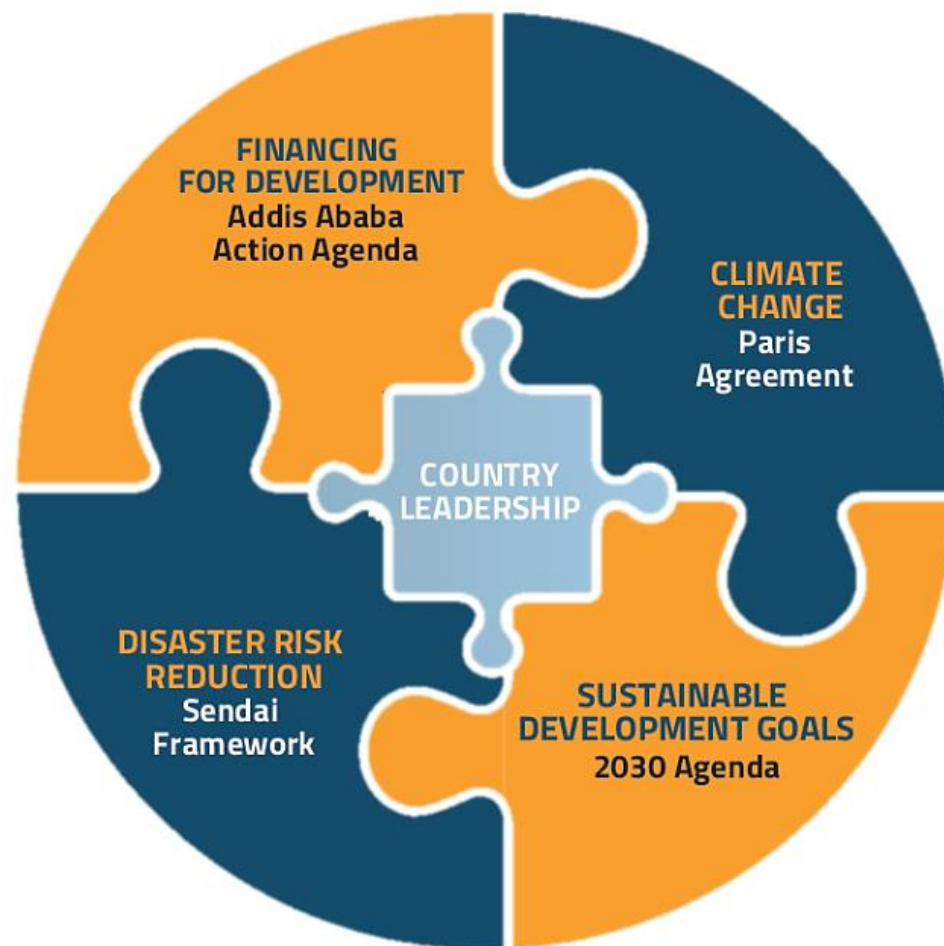 FINANCING
FOR DEVELOPMENT
Addis Ababa
Action Agenda
CLIMATE
CHANGE
Paris
Agreement
COUNTRY
LEADERSHIP
DISASTER RISK
REDUCTION
Sendai
Framework
SUSTAINABLE
DEVELOPMENT GOALS
2030 Agenda